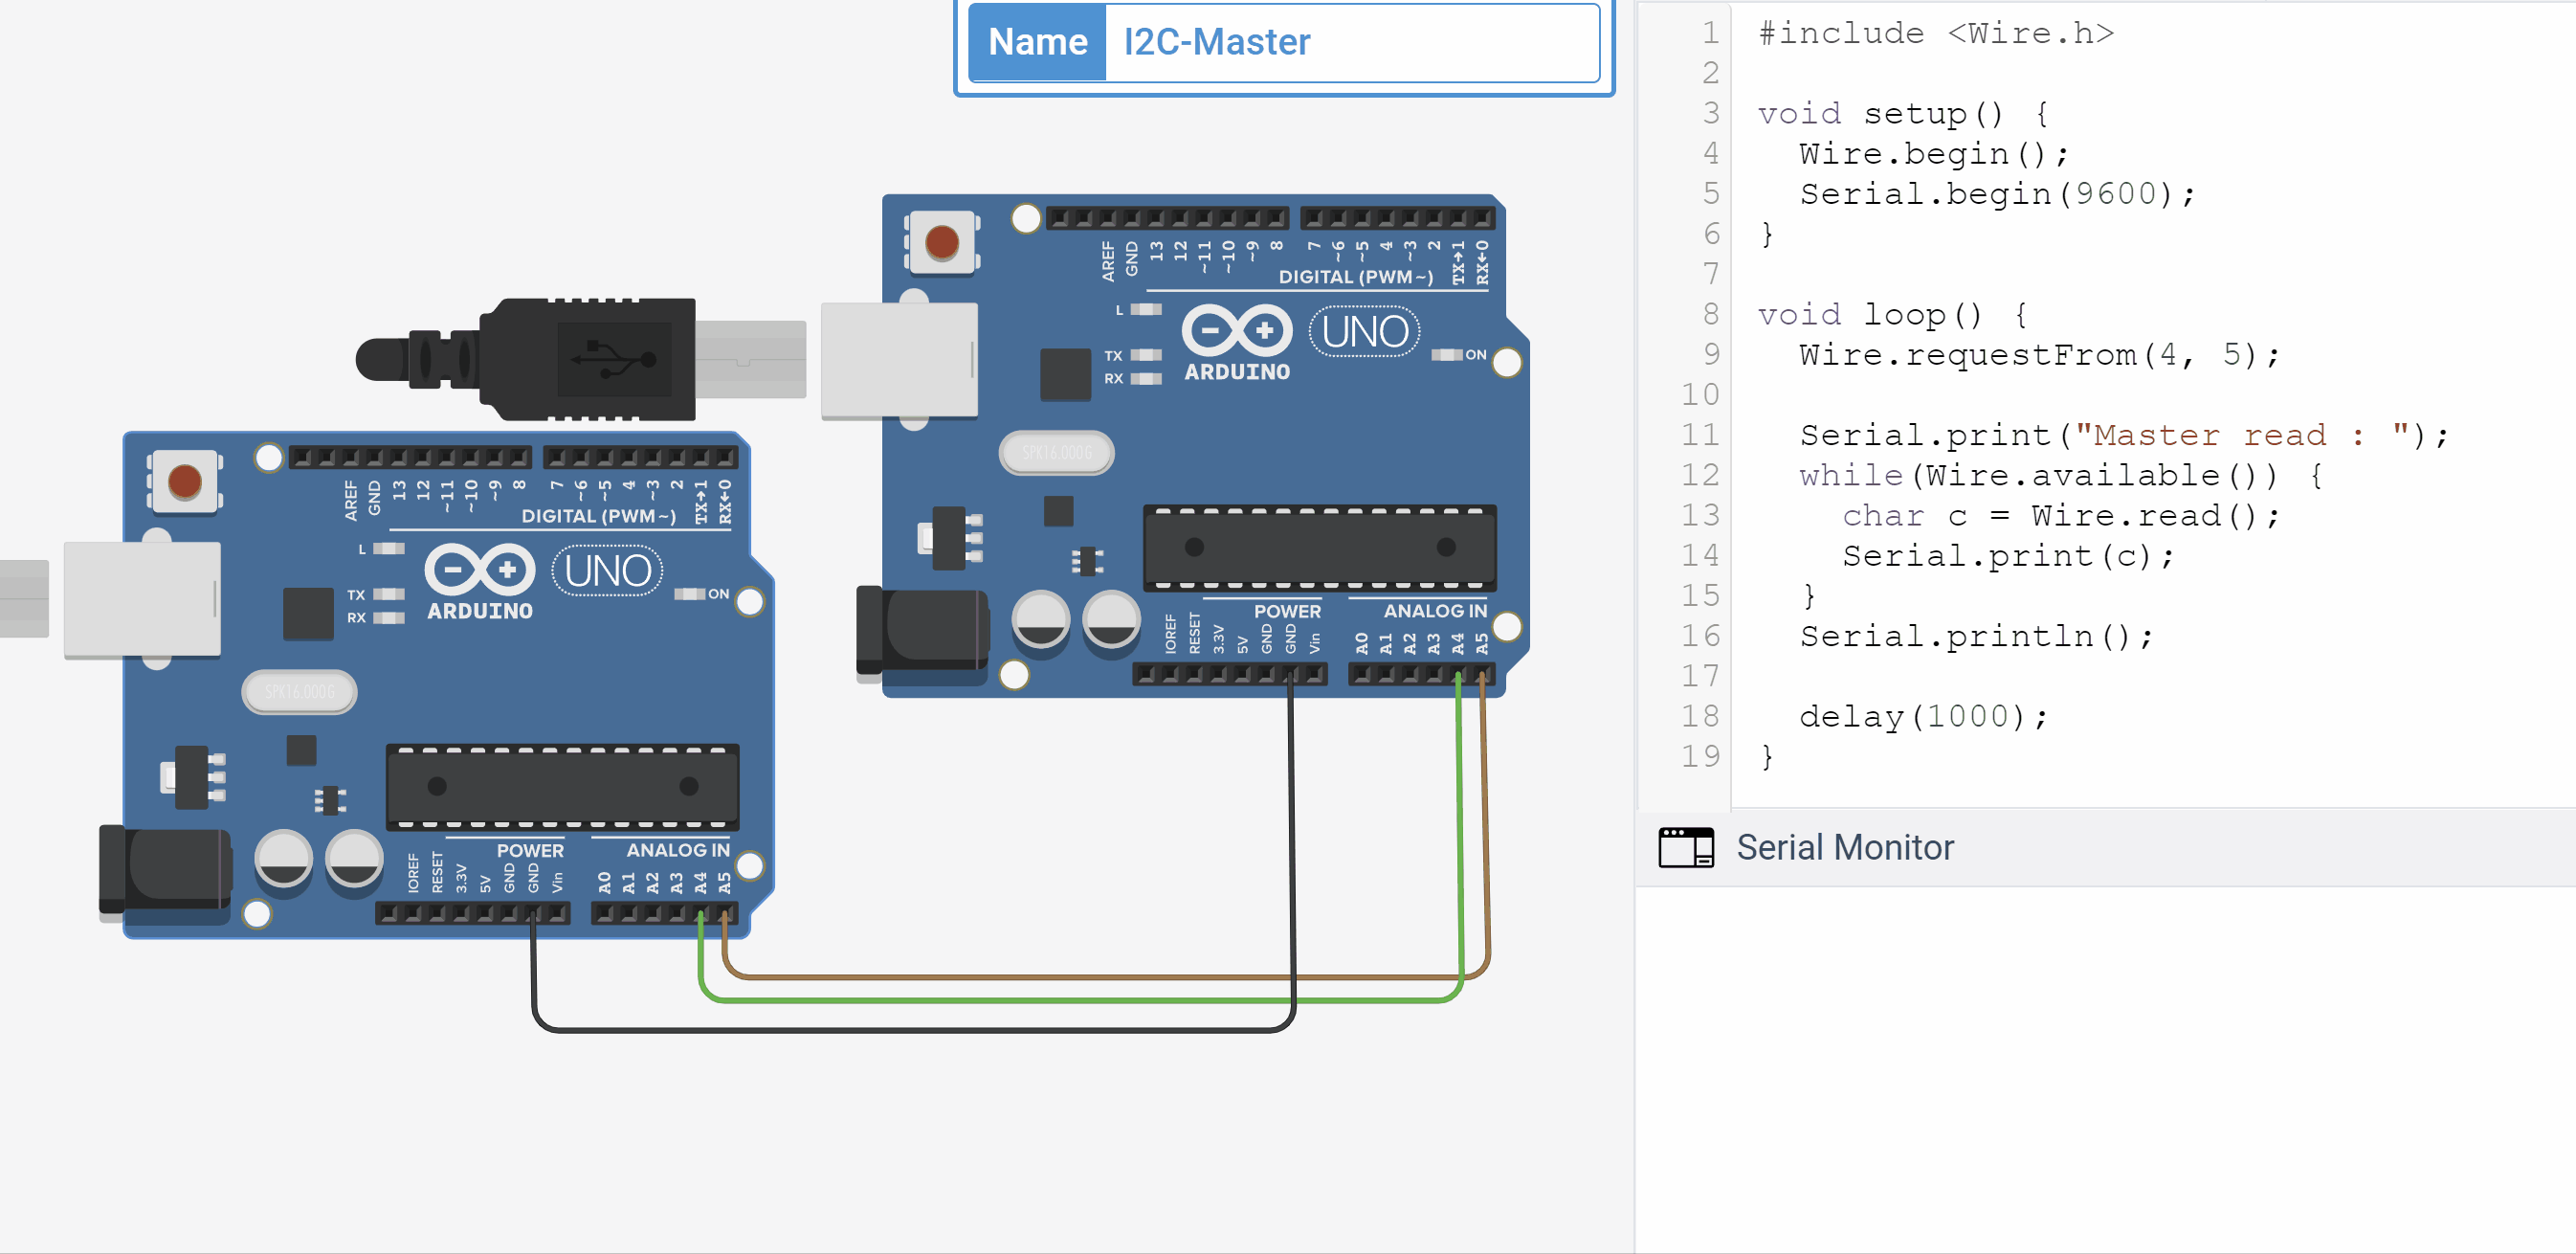 Name I2C-Master
AREF GND 13 12 ~11 ~10 ~9 8 7 ~6 ~5 4 ~3 2 TX→1 RX←0
DIGITAL (PWM~)
L
TX
RX
ARDUINO
UNO
ON
SPK16.000G
POWER
ANALOG IN
IOREF RESET 3.3V 5V GND GND Vin A0 A1 A2 A3 A4 A5
AREF GND 13 12 ~11 ~10 ~9 8 7 ~6 ~5 4 ~3 2 TX→1 RX←0
DIGITAL (PWM~)
L
TX
RX
ARDUINO
UNO
ON
SPK16.000G
POWER
ANALOG IN
IOREF RESET 3.3V 5V GND GND Vin A0 A1 A2 A3 A4 A5
1 #include <Wire.h>
2
3 void setup() {
4   Wire.begin();
5   Serial.begin(9600);
6 }
7
8 void loop() {
9   Wire.requestFrom(4, 5);
10
11   Serial.print("Master read : ");
12   while(Wire.available()) {
13     char c = Wire.read();
14     Serial.print(c);
15   }
16   Serial.println();
17
18   delay(1000);
19 }
Serial Monitor